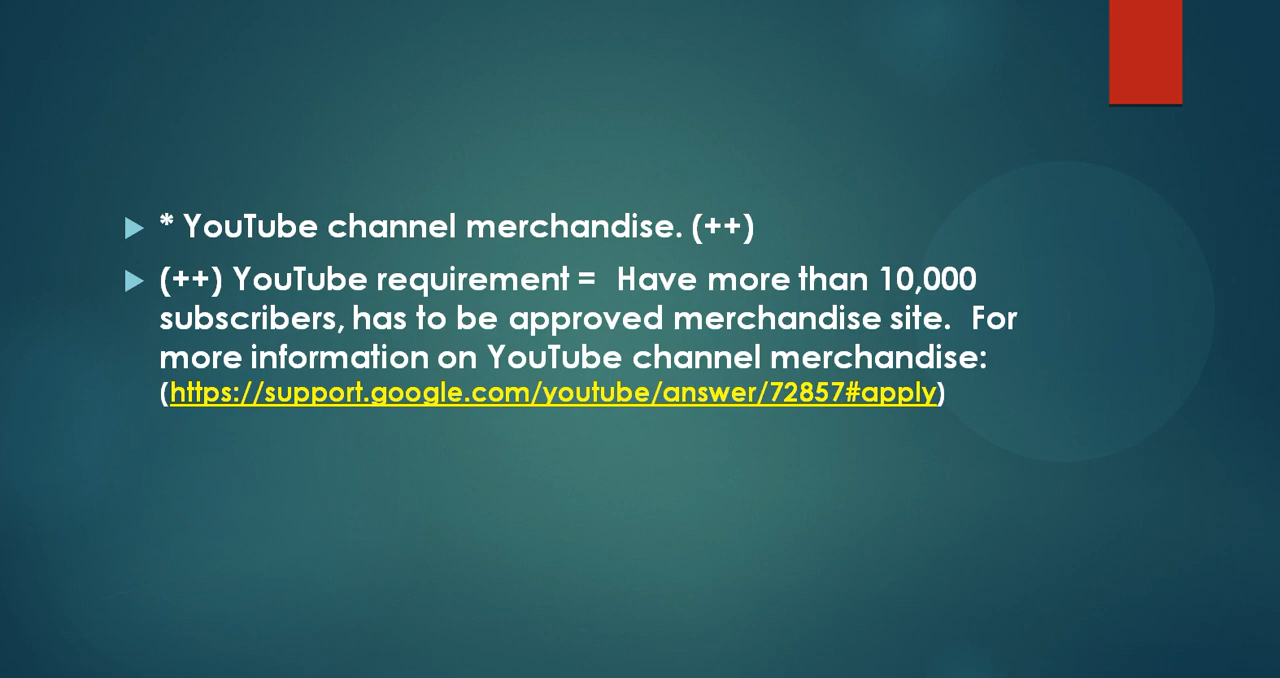 * YouTube channel merchandise. (++)
(++) YouTube requirement =  Have more than 10,000
subscribers, has to be approved merchandise site.  For
more information on YouTube channel merchandise:
(https://support.google.com/youtube/answer/72857#apply)